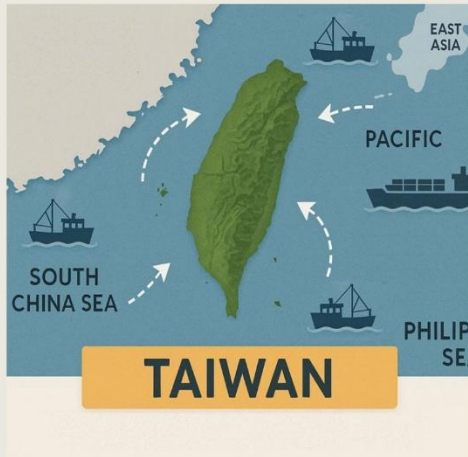 EAST
ASIA
PACIFIC
SOUTH
CHINA SEA
PHILIP
SE
TAIWAN